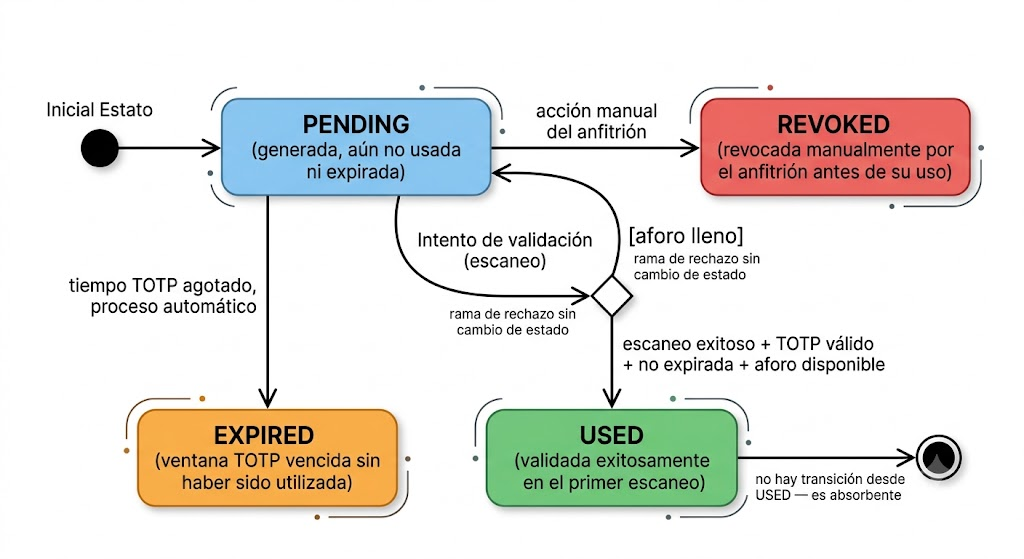 Inicial Estato
PENDING
(generada, aún no usada
ni expirada)
acción manual
del anfitrión
REVOKED
(revocada manualmente por
el anfitrión antes de su uso)
Intento de validación
(escaneo)
[aforo lleno]
rama de rechazo sin
cambio de estado
tiempo TOTP agotado,
proceso automático
rama de rechazo sin
cambio de estado
escaneo exitoso + TOTP válido
+ no expirada + aforo disponible
EXPIRED
(ventana TOTP vencida sin
haber sido utilizada)
USED
(validada exitosamente
en el primer escaneo)
no hay transición desde
USED — es absorbente